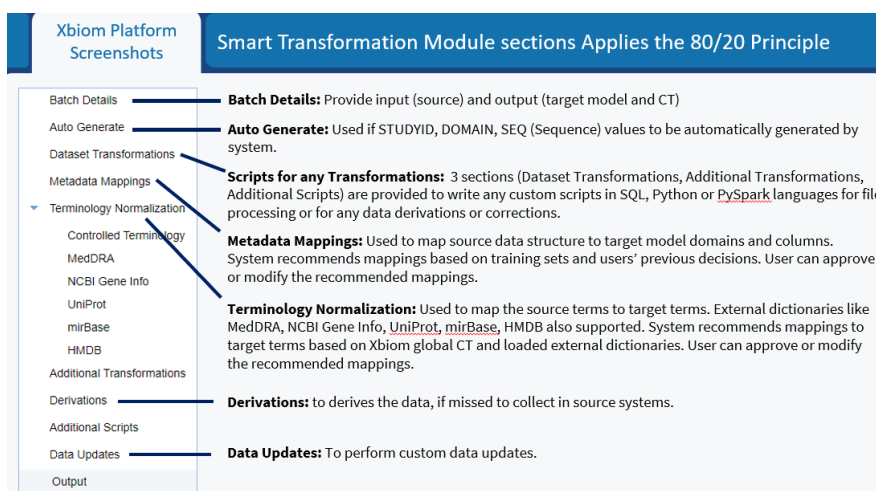 Xbiom Platform
Screenshots
Smart Transformation Module sections Applies the 80/20 Principle
Batch Details
Auto Generate
Dataset Transformations
Metadata Mappings
Terminology Normalization
Controlled Terminology
MedDRA
NCBI Gene Info
UniProt
mirBase
HMDB
Additional Transformations
Derivations
Additional Scripts
Data Updates
Output
Batch Details: Provide input (source) and output (target model and CT)
Auto Generate: Used if STUDYID, DOMAIN, SEQ (Sequence) values to be automatically generated by
system.
Scripts for any Transformations: 3 sections (Dataset Transformations, Additional Transformations,
Additional Scripts) are provided to write any custom scripts in SQL, Python or PySpark languages for file
processing or for any data derivations or corrections.
Metadata Mappings: Used to map source data structure to target model domains and columns.
System recommends mappings based on training sets and users' previous decisions. User can approve
or modify the recommended mappings.
Terminology Normalization: Used to map the source terms to target terms. External dictionaries like
MedDRA, NCBI Gene Info, UniProt, mirBase, HMDB also supported. System recommends mappings to
target terms based on Xbiom global CT and loaded external dictionaries. User can approve or modify
the recommended mappings.
Derivations: to derives the data, if missed to collect in source systems.
Data Updates: To perform custom data updates.